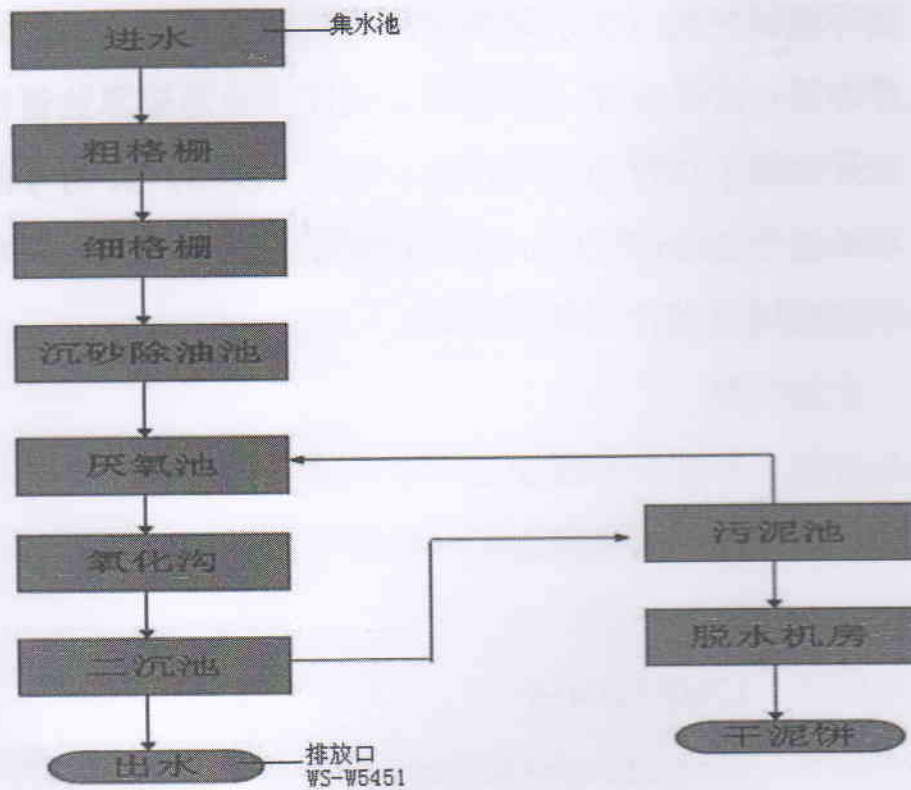 进水
集水池
粗格栅
细格栅
沉砂除油池
厌氧池
氧化沟
二沉池
出水
排放口
WS-W5451
污泥池
脱水机房
干泥饼